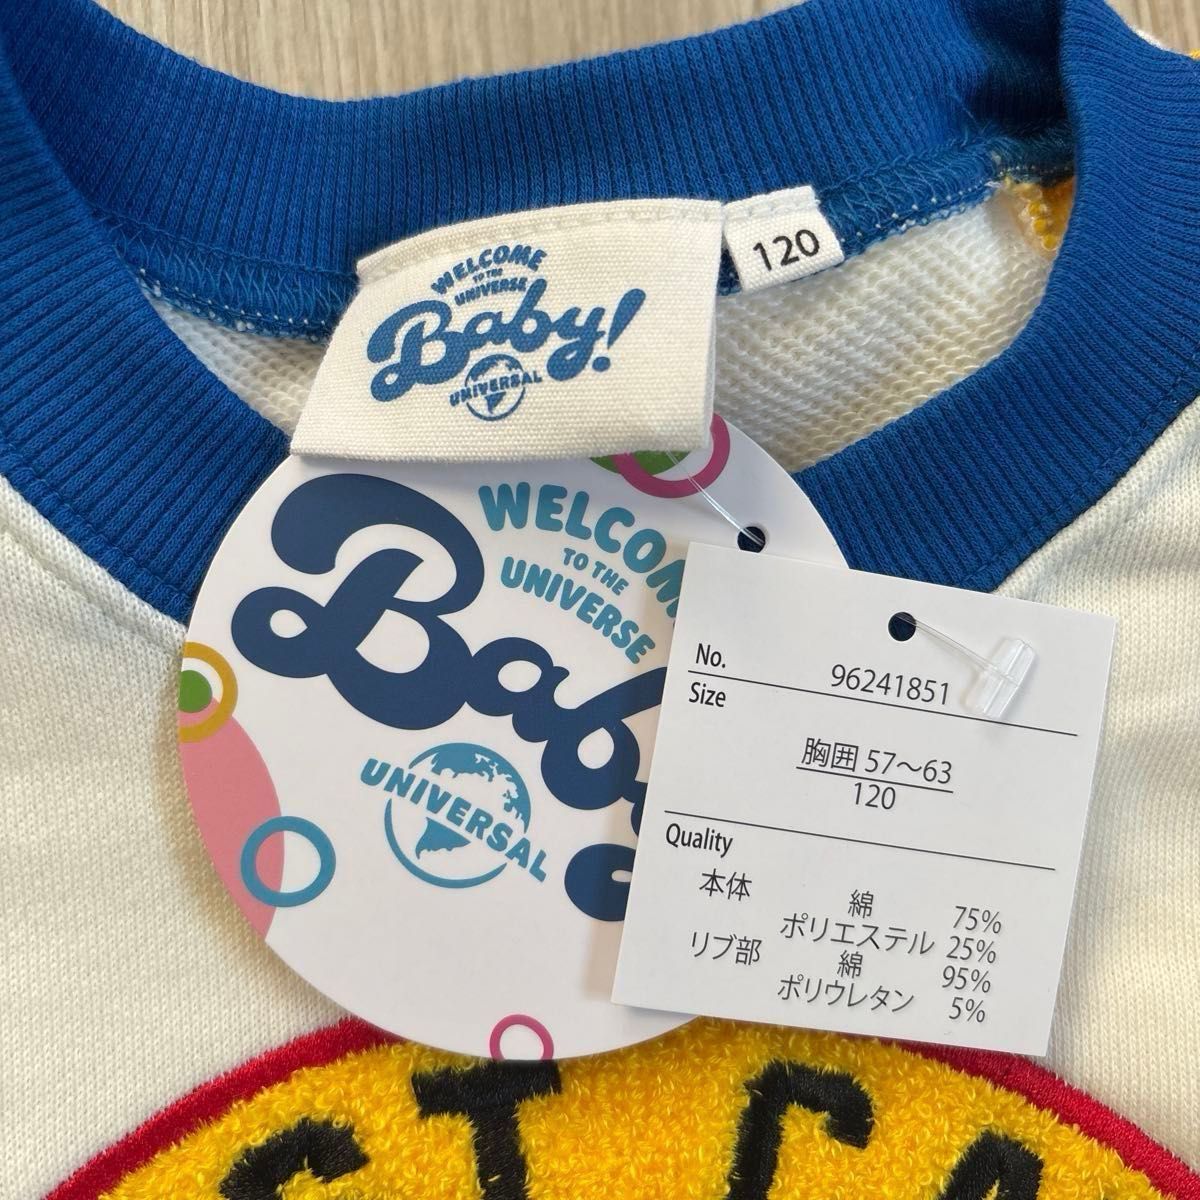 WELCOME
TO THE
UNIVERSE
Baby!
UNIVERSAL
120
WELCOM
TO THE
UNIVERSE
Baby
UNIVERSAL
No. 96241851
Size
胸囲 57〜63
120
Quality
本体 綿 75%
ポリエステル 25%
リブ部 綿 95%
ポリウレタン 5%